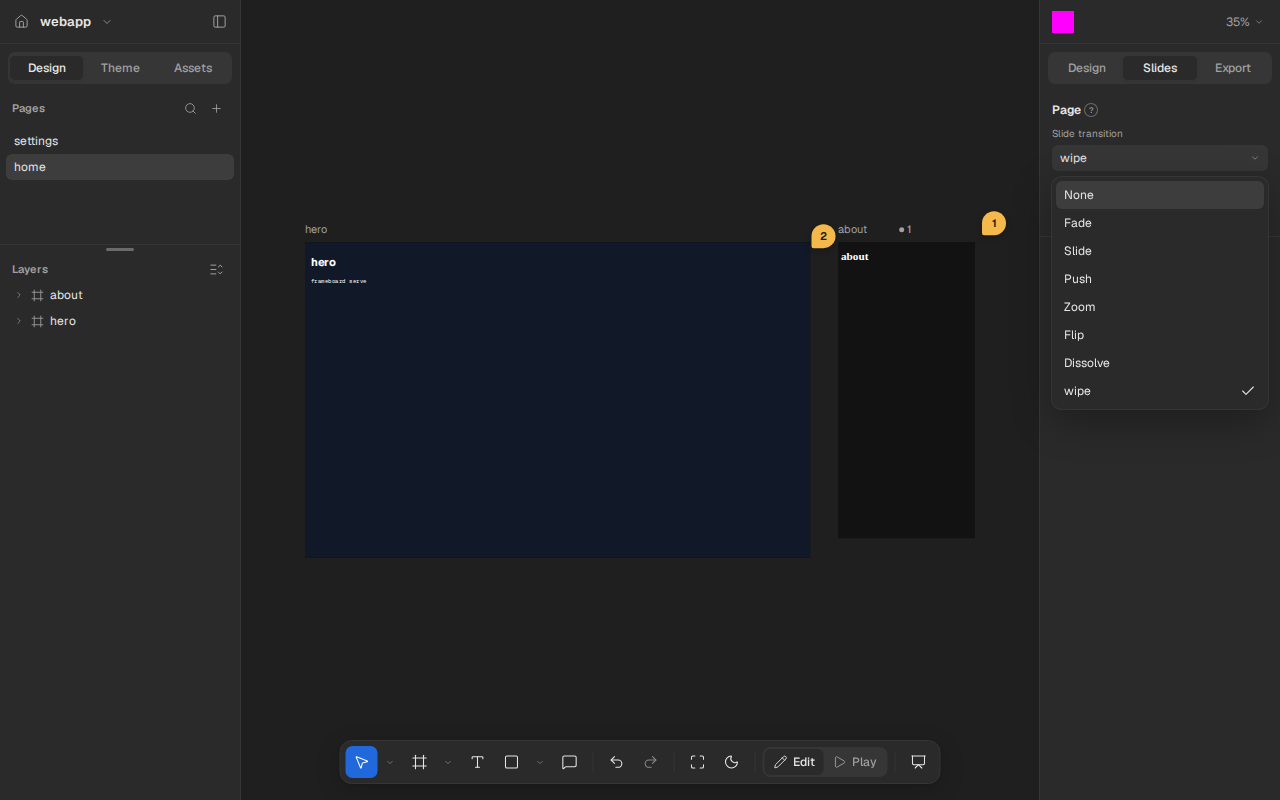 webapp
Design Theme Assets
Pages
settings
home
Layers
about
hero
hero
2
about 1
1
hero
frameboard serve
about
Edit Play
35%
Design Slides Export
Page ?
Slide transition
wipe
None
Fade
Slide
Push
Zoom
Flip
Dissolve
wipe